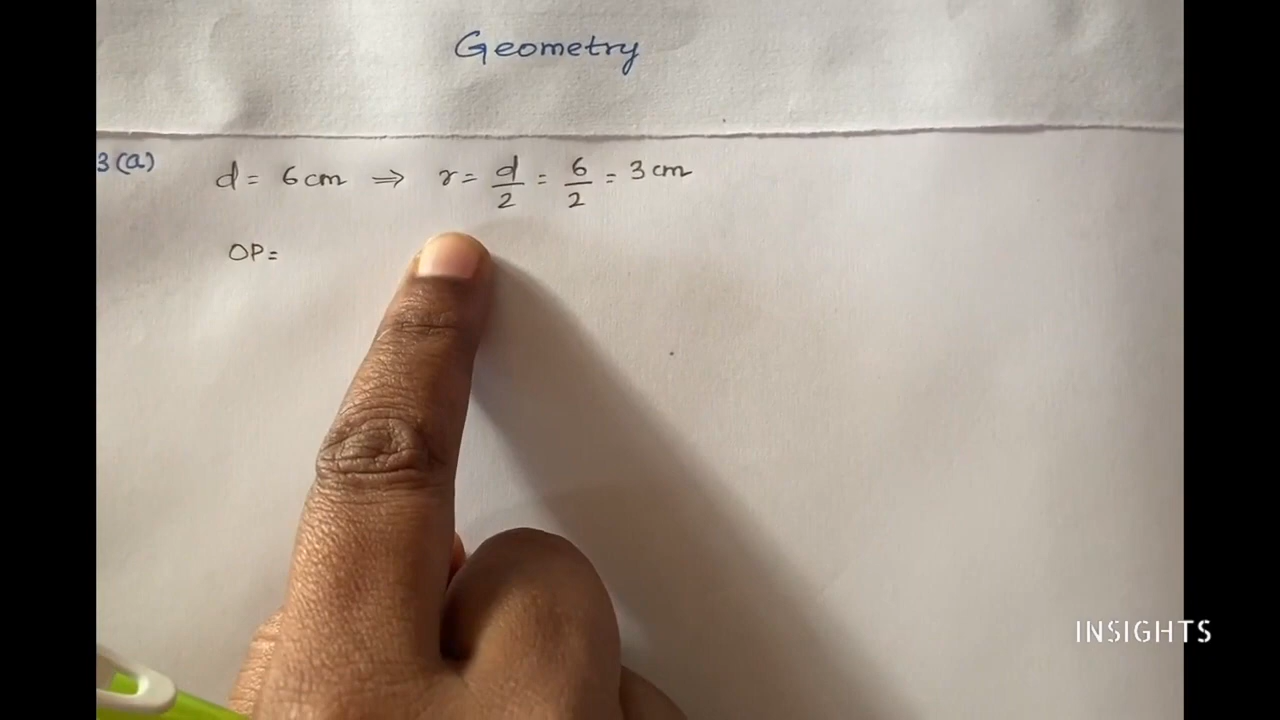 Geometry
3(a) d = 6 cm ⇒ r = d/2 = 6/2 = 3 cm
OP =
INSIGHTS